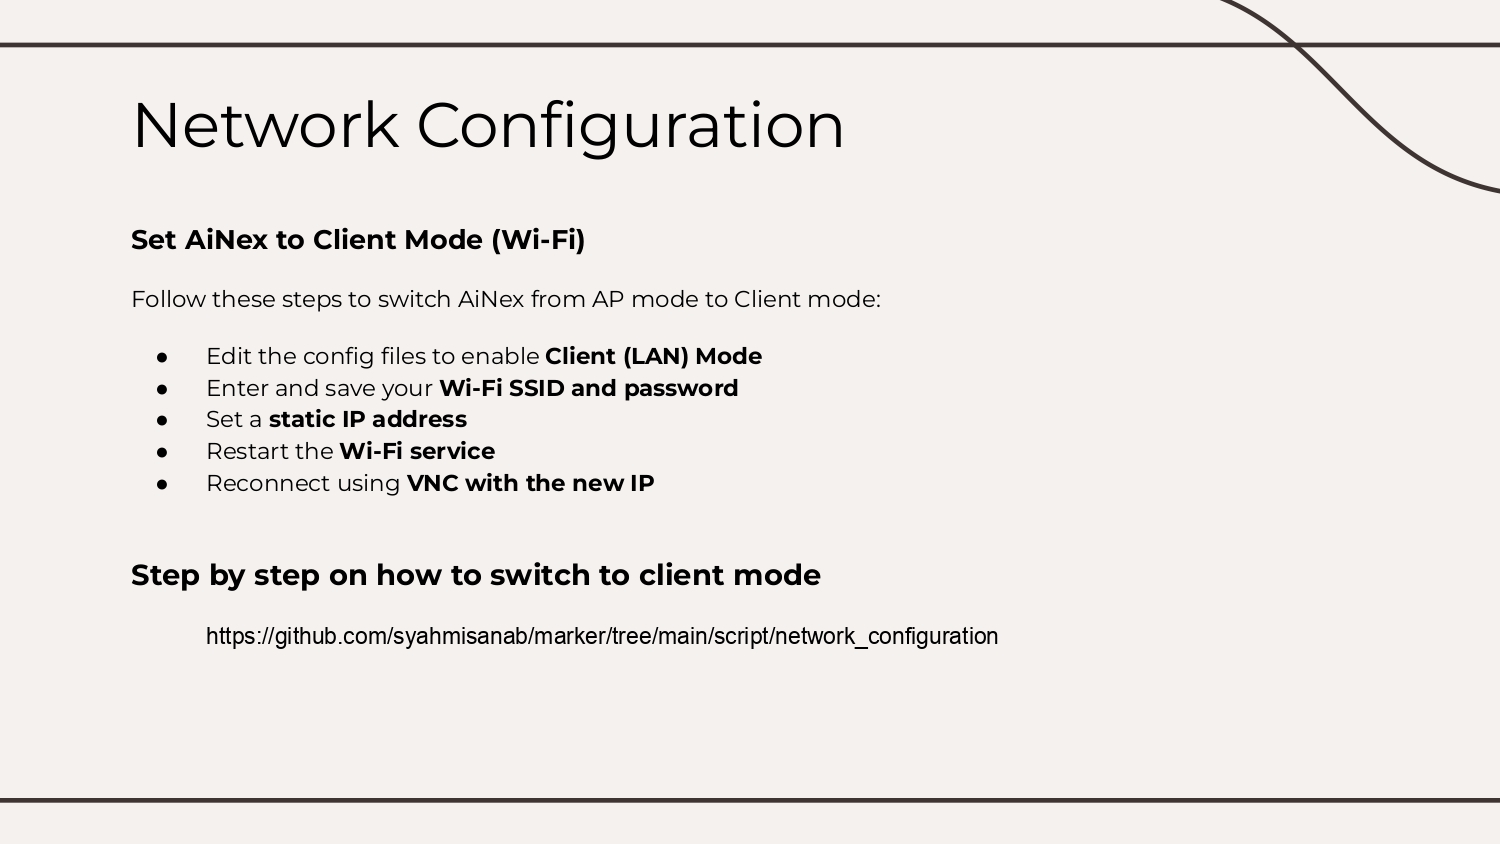 Network Configuration
Set AiNex to Client Mode (Wi-Fi)
Follow these steps to switch AiNex from AP mode to Client mode:
● Edit the config files to enable Client (LAN) Mode
● Enter and save your Wi-Fi SSID and password
● Set a static IP address
● Restart the Wi-Fi service
● Reconnect using VNC with the new IP
Step by step on how to switch to client mode
https://github.com/syahmisanab/marker/tree/main/script/network_configuration